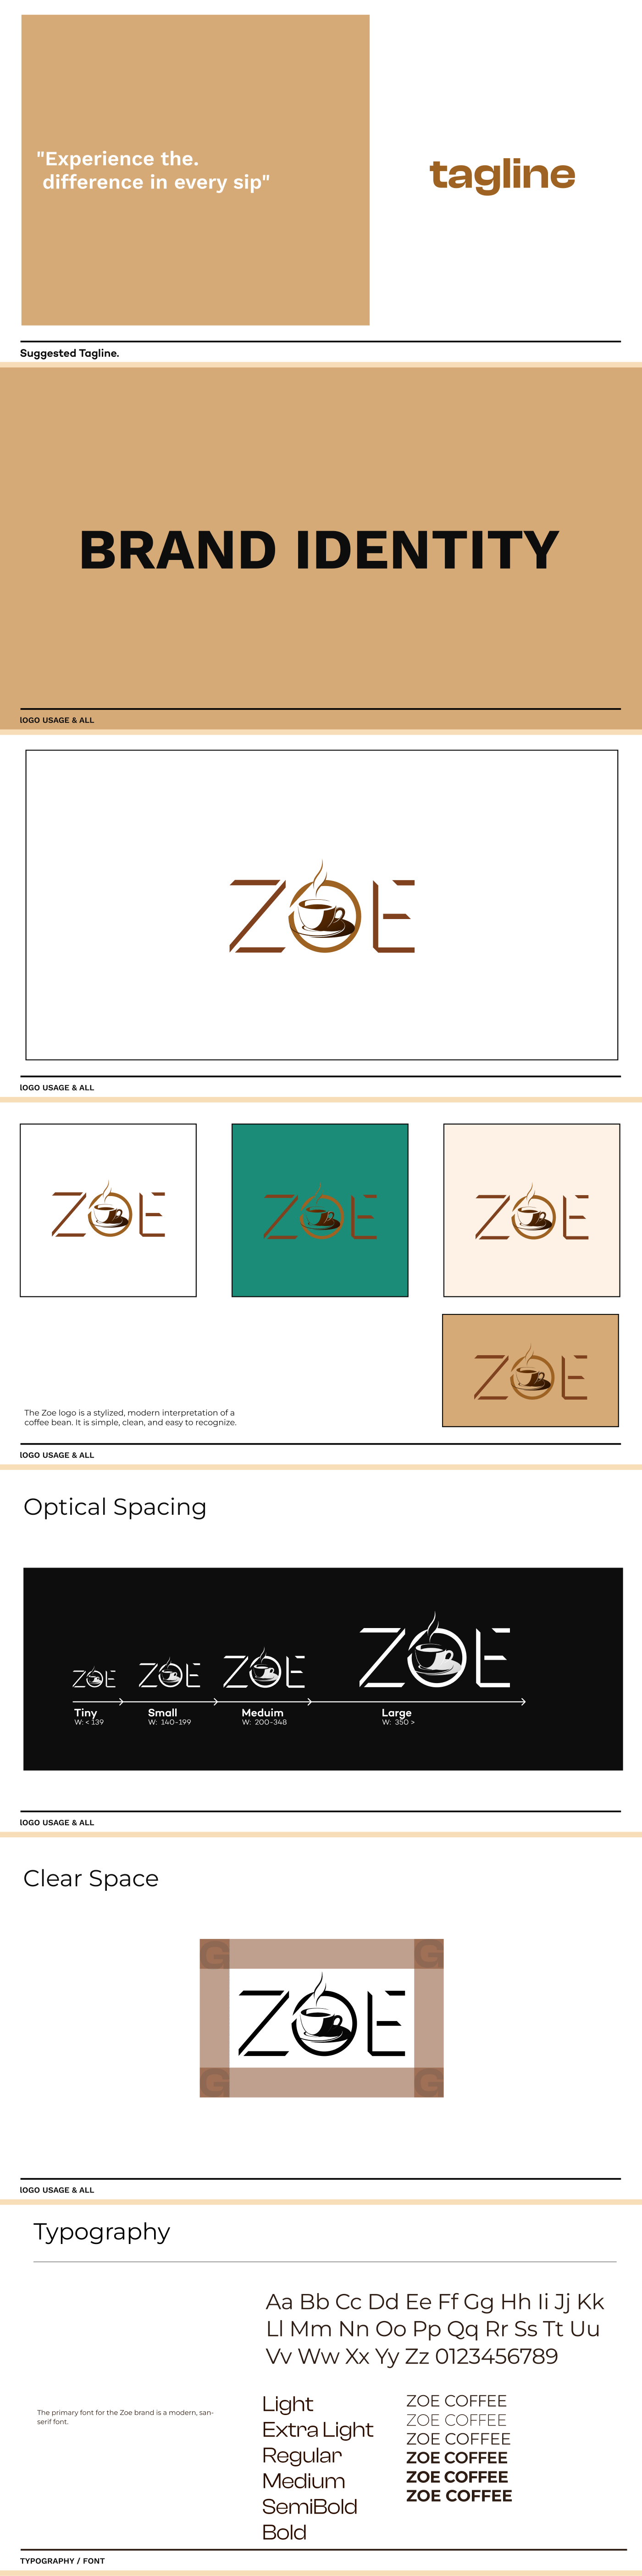 "Experience the.
difference in every sip"
tagline
Suggested Tagline.
BRAND IDENTITY
lOGO USAGE & ALL
ZOE
lOGO USAGE & ALL
ZOE
ZOE
ZOE
ZOE
The Zoe logo is a stylized, modern interpretation of a
coffee bean. It is simple, clean, and easy to recognize.
lOGO USAGE & ALL
Optical Spacing
ZOE
ZOE
ZOE
ZOE
Tiny
W: < 139
Small
W: 140-199
Meduim
W: 200-348
Large
W: 350 >
lOGO USAGE & ALL
Clear Space
G
G
ZOE
G
G
lOGO USAGE & ALL
Typography
Aa Bb Cc Dd Ee Ff Gg Hh Ii Jj Kk
Ll Mm Nn Oo Pp Qq Rr Ss Tt Uu
Vv Ww Xx Yy Zz 0123456789
The primary font for the Zoe brand is a modern, san-
serif font.
Light
Extra Light
Regular
Medium
SemiBold
Bold
ZOE COFFEE
ZOE COFFEE
ZOE COFFEE
ZOE COFFEE
ZOE COFFEE
ZOE COFFEE
TYPOGRAPHY / FONT